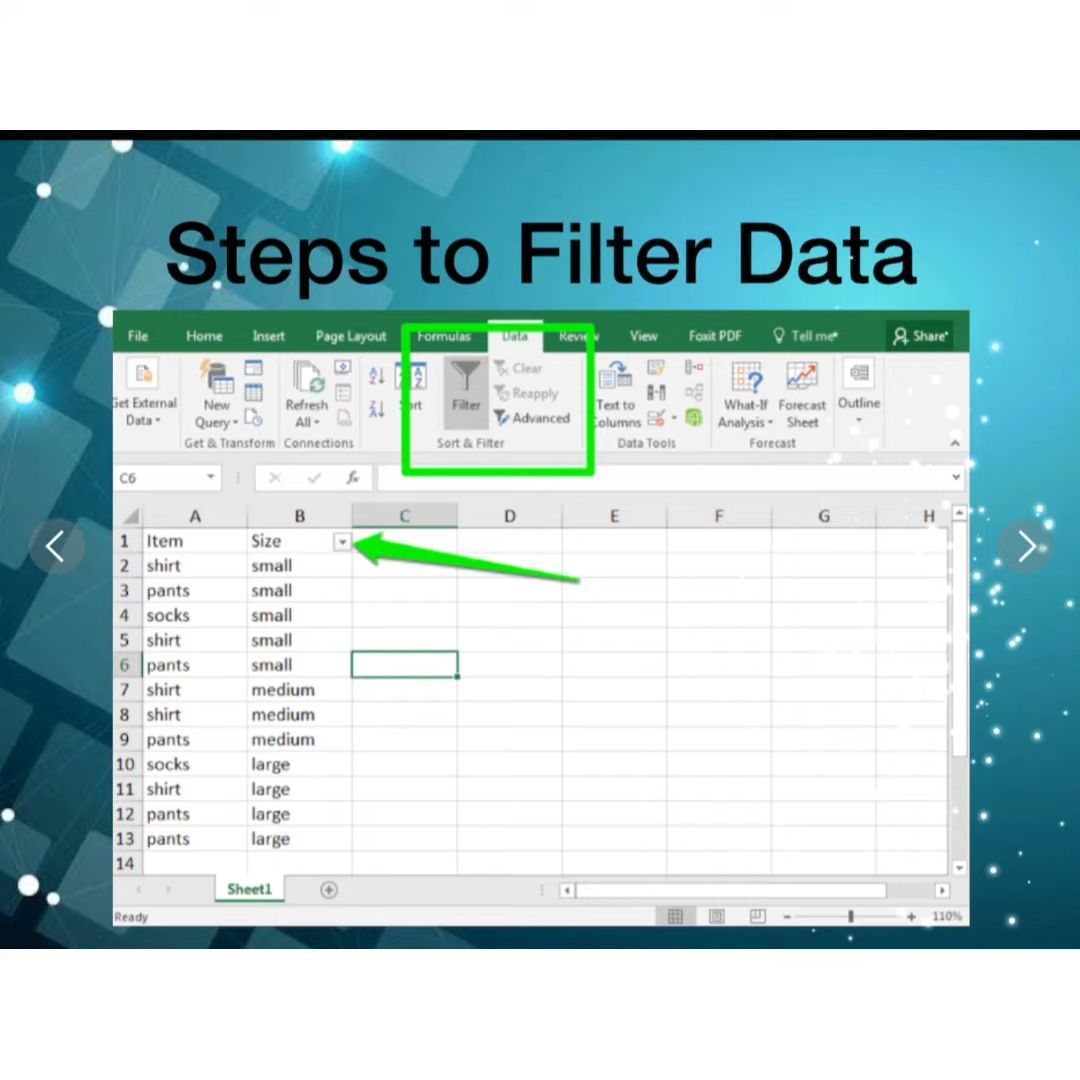 Steps to Filter Data
File Home Insert Page Layout Formulas Data Review View Foxit PDF Tell me Share
Clear
Reapply
Advanced
Get External Data
New Query
Refresh All
Filter
Text to Columns
What-If Analysis
Forecast Sheet
Outline
Get & Transform Connections Sort & Filter Data Tools Forecast
C6 fx
A B C D E F G H
1 Item Size
2 shirt small
3 pants small
4 socks small
5 shirt small
6 pants small
7 shirt medium
8 shirt medium
9 pants medium
10 socks large
11 shirt large
12 pants large
13 pants large
14
Sheet1
Ready 110%